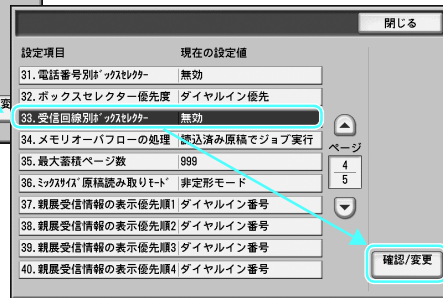 閉じる
設定項目 現在の設定値
31.電話番号別ﾎﾞｯｸｽｾﾚｸﾀｰ 無効
32.ボックスセレクター優先度 ダイヤルイン優先
33.受信回線別ﾎﾞｯｸｽｾﾚｸﾀｰ 無効
34.メモリオーバフローの処理 読込済み原稿でジョブ実行
35.最大蓄積ページ数 999
36.ﾐｯｸｽｻｲｽﾞ原稿読み取りﾓｰﾄﾞ 非定形モード
37.親展受信情報の表示優先順1 ダイヤルイン番号
38.親展受信情報の表示優先順2 ダイヤルイン番号
39.親展受信情報の表示優先順3 ダイヤルイン番号
40.親展受信情報の表示優先順4 ダイヤルイン番号
ページ
4
5
確認/変更
変